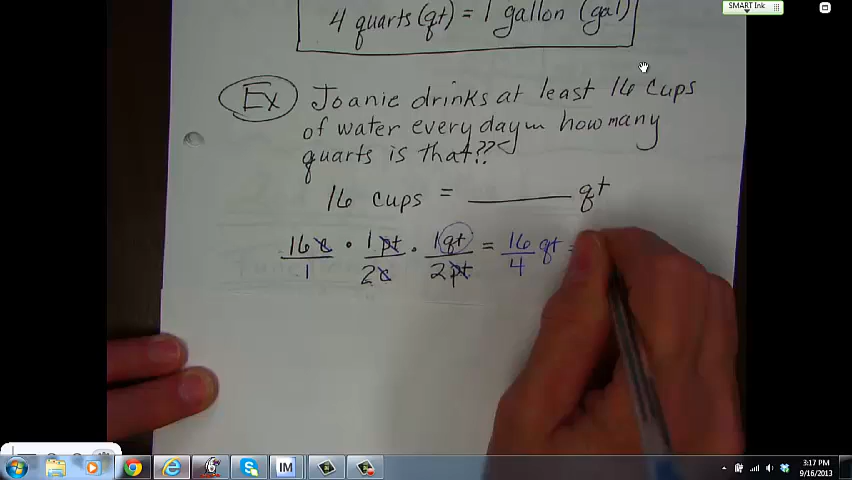 SMART Ink
4 quarts (qt) = 1 gallon (gal)
Ex Joanie drinks at least 16 cups
of water everyday... how many
quarts is that??
16 cups = ______ qt
16c/1 · 1pt/2c · 1qt/2pt = 16/4 qt =
IM
3:17 PM
9/16/2013